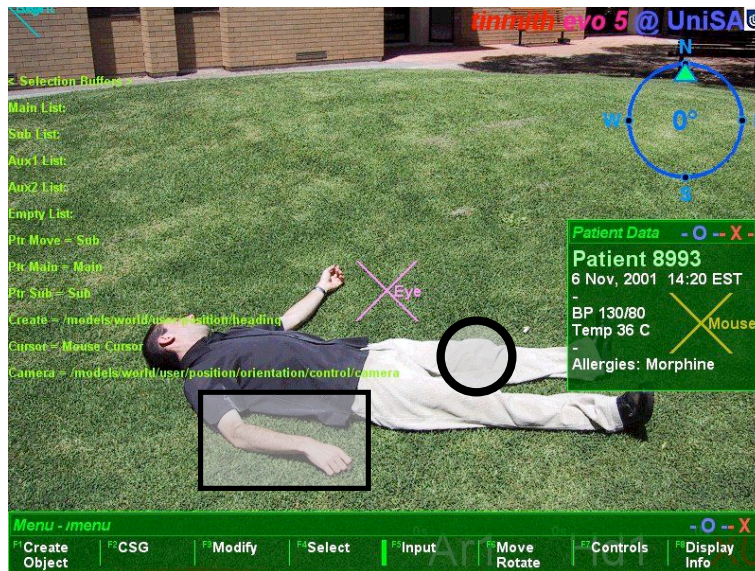 tinmith evo 5 @ UniSA
N
W
0°
S
< Selection Buffers >
Main List:
Sub List:
Aux1 List:
Aux2 List:
Empty List:
Ptr Move = Sub
Ptr Main = Main
Ptr Sub = Sub
Create = /models/world/user/position/heading
Cursor = Mouse Cursor
Camera = /models/world/user/position/orientation/control/camera
Eye
Patient Data - O -- X -
Patient 8993
6 Nov, 2001 14:20 EST
-
BP 130/80
Temp 36 C
-
Allergies: Morphine
Mouse
Menu - imenu - O -- X
F1 Create Object
F2 CSG
F3 Modify
F4 Select
F5 Input
F6 Move Rotate
F7 Controls
F8 Display Info
Ar1
Hd1